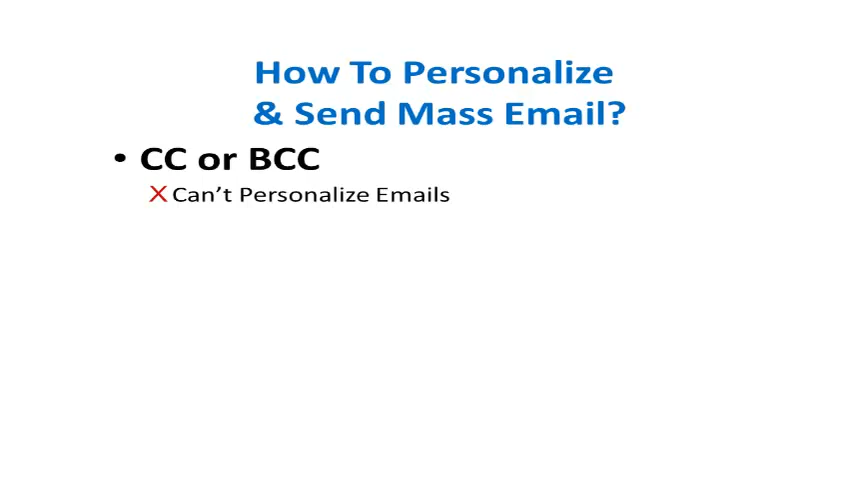 How To Personalize
& Send Mass Email?
• CC or BCC
X Can't Personalize Emails